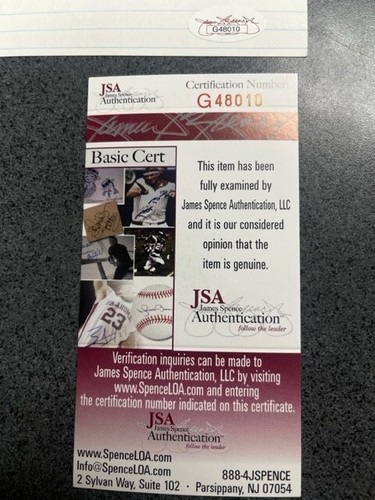 JSA
G48010
JSA
James Spence
Authentication
Certification Number
G48010
Basic Cert
This item has been
fully examined by
James Spence Authentication, LLC
and it is our considered
opinion that the
item is genuine.
23
JSA
James Spence
Authentication
follow the leader
Verification inquiries can be made to
James Spence Authentication, LLC by visiting
www.SpenceLOA.com and entering
the certification number indicated on this certificate.
JSA
James Spence
Authentication
follow the leader
www.SpenceLOA.com
Info@SpenceLOA.com
888-4JSPENCE
2 Sylvan Way, Suite 102 · Parsippany, NJ 07054